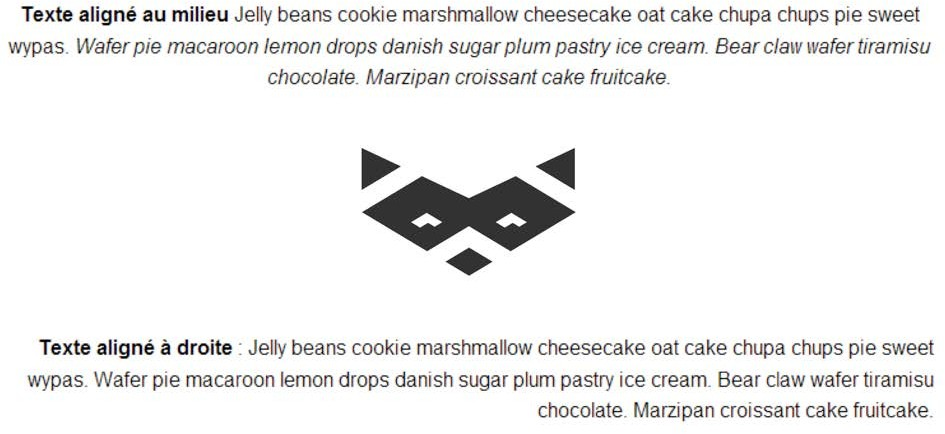 Texte aligné au milieu Jelly beans cookie marshmallow cheesecake oat cake chupa chups pie sweet
wypas. Wafer pie macaroon lemon drops danish sugar plum pastry ice cream. Bear claw wafer tiramisu
chocolate. Marzipan croissant cake fruitcake.
Texte aligné à droite : Jelly beans cookie marshmallow cheesecake oat cake chupa chups pie sweet
wypas. Wafer pie macaroon lemon drops danish sugar plum pastry ice cream. Bear claw wafer tiramisu
chocolate. Marzipan croissant cake fruitcake.